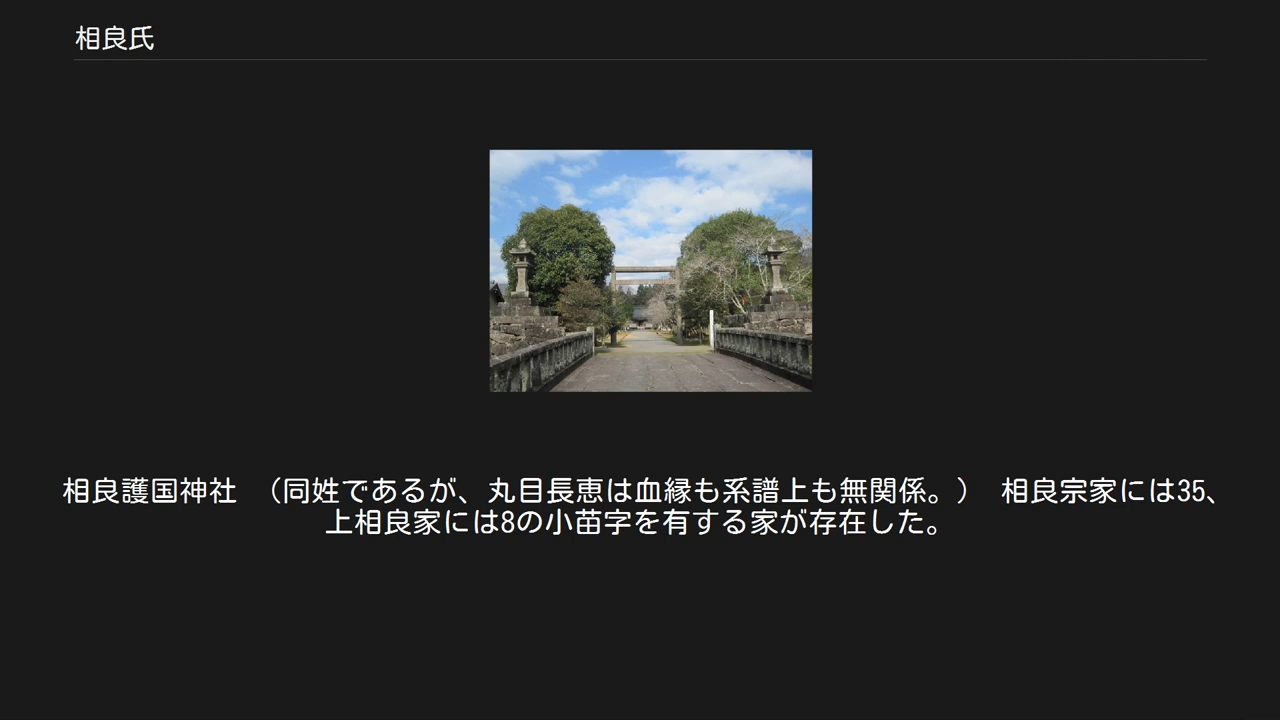 相良氏
相良護国神社 （同姓であるが、丸目長恵は血縁も系譜上も無関係。） 相良宗家には35、
上相良家には8の小苗字を有する家が存在した。